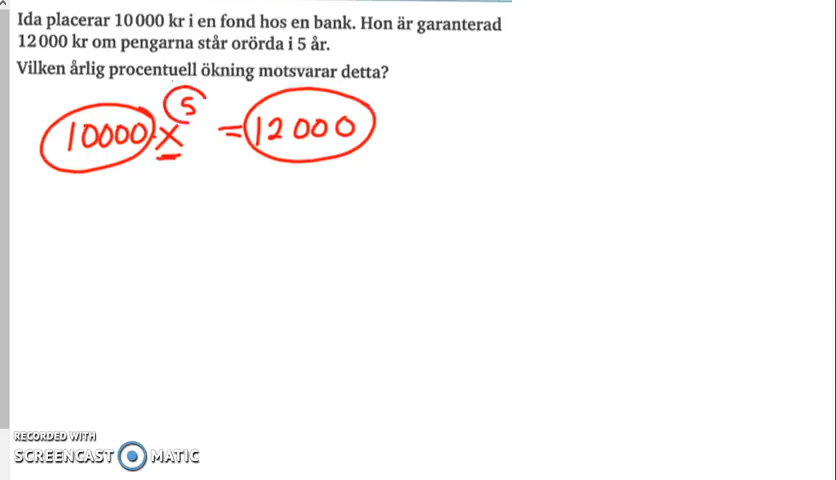 Ida placerar 10 000 kr i en fond hos en bank. Hon är garanterad
12 000 kr om pengarna står orörda i 5 år.
Vilken årlig procentuell ökning motsvarar detta?
10000·x⁵ = 12 000
RECORDED WITH
SCREENCAST MATIC